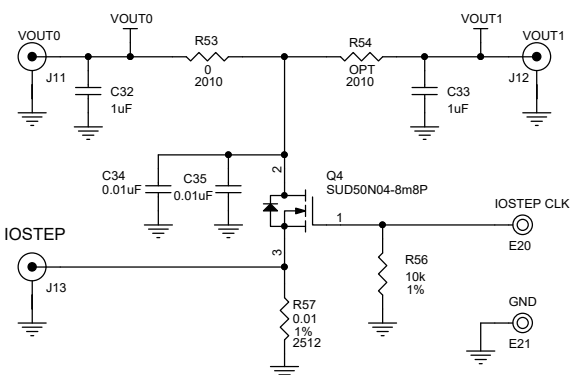 VOUT0
VOUT1
VOUT0
R53
R54
VOUT1
J11
C32
1uF
0
2010
OPT
2010
C33
1uF
J12
C34
0.01uF
C35
0.01uF
2
Q4
SUD50N04-8m8P
1
IOSTEP CLK
E20
IOSTEP
3
J13
R56
10k
1%
R57
0.01
1%
2512
GND
E21